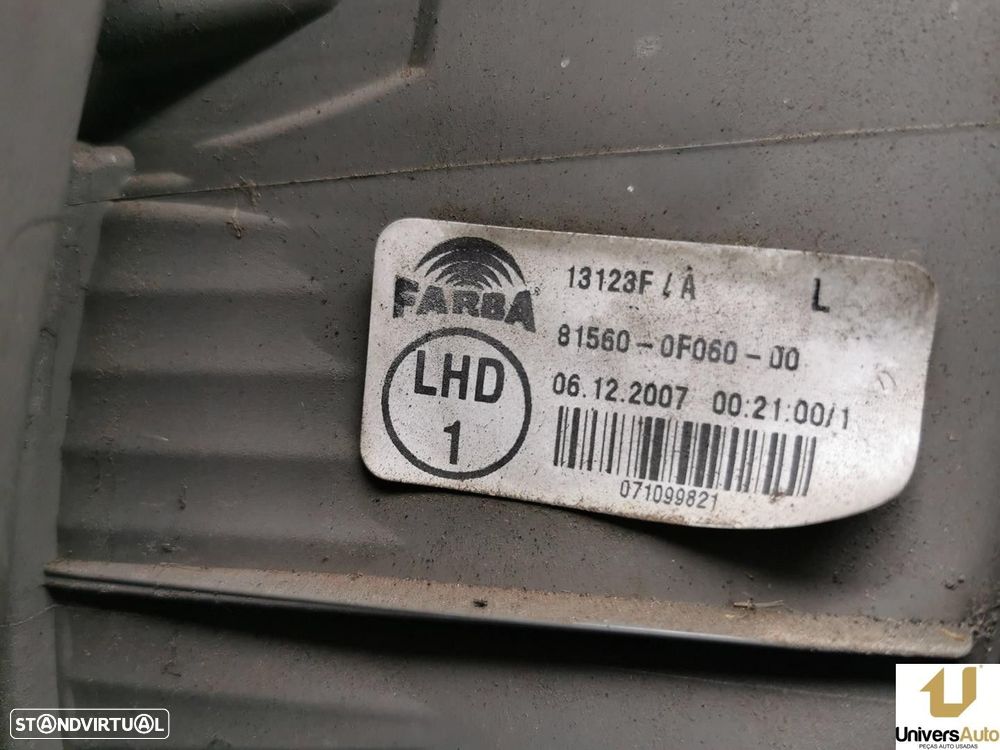 FARBA
13123F / A L
81560-0F060-00
LHD
1
06.12.2007 00:21:00/1
071099821
STANDVIRTUAL
UniversAuto
PEÇAS AUTO USADAS